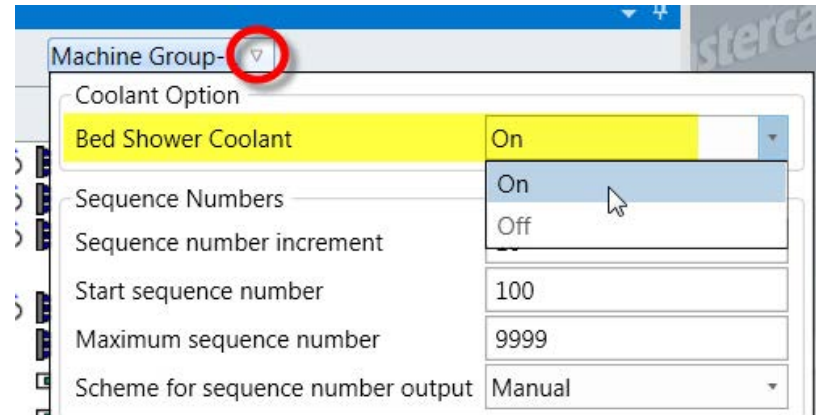 Machine Group-
Coolant Option
Bed Shower Coolant On
On
Off
Sequence Numbers
Sequence number increment
Start sequence number 100
Maximum sequence number 9999
Scheme for sequence number output Manual